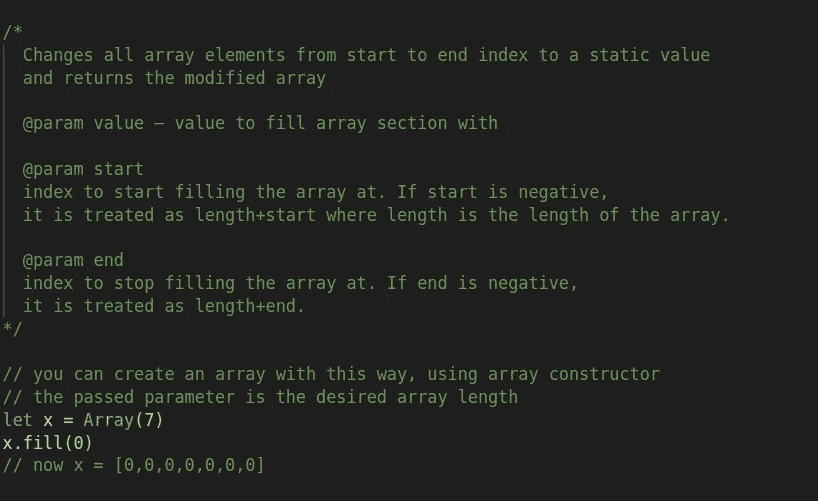 /*
Changes all array elements from start to end index to a static value
and returns the modified array
@param value – value to fill array section with
@param start
index to start filling the array at. If start is negative,
it is treated as length+start where length is the length of the array.
@param end
index to stop filling the array at. If end is negative,
it is treated as length+end.
*/
// you can create an array with this way, using array constructor
// the passed parameter is the desired array length
let x = Array(7)
x.fill(0)
// now x = [0,0,0,0,0,0,0]